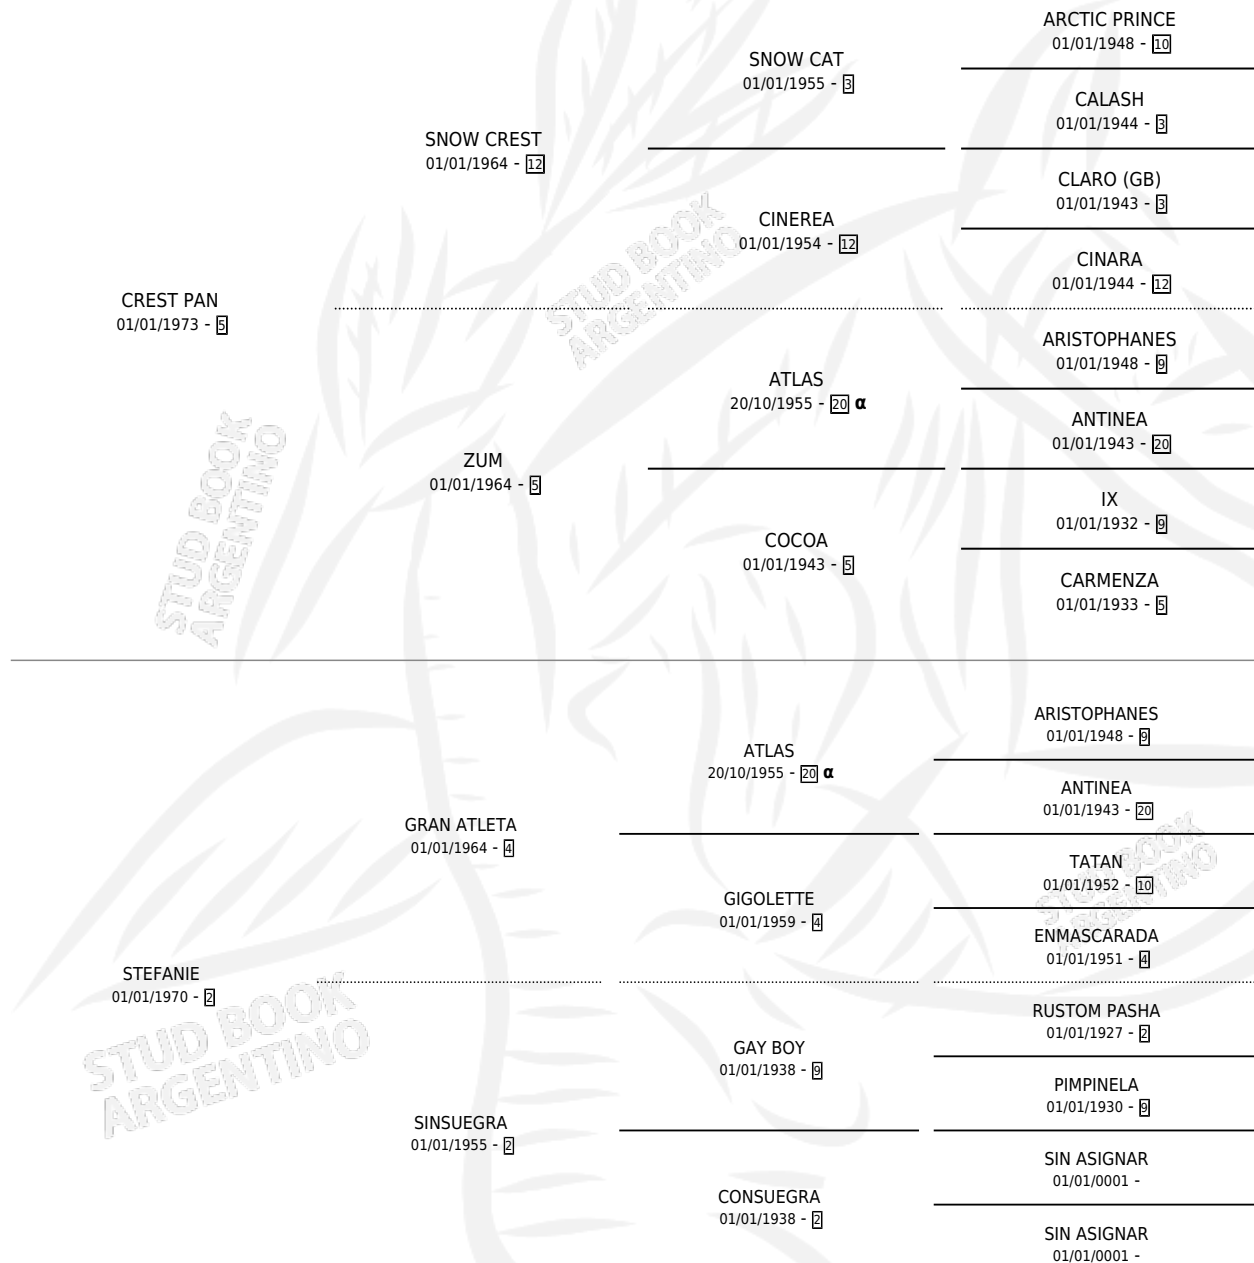 ARCTIC PRINCE
01/01/1948 - 10
SNOW CAT
01/01/1955 - 3
CALASH
01/01/1944 - 3
SNOW CREST
01/01/1964 - 12
CLARO (GB)
01/01/1943 - 3
CINEREA
01/01/1954 - 12
CINARA
01/01/1944 - 12
CREST PAN
01/01/1973 - 5
ARISTOPHANES
01/01/1948 - 9
ATLAS
20/10/1955 - 20 α
ANTINEA
01/01/1943 - 20
ZUM
01/01/1964 - 5
IX
01/01/1932 - 9
COCOA
01/01/1943 - 5
CARMENZA
01/01/1933 - 5
ARISTOPHANES
01/01/1948 - 9
ATLAS
20/10/1955 - 20 α
ANTINEA
01/01/1943 - 20
GRAN ATLETA
01/01/1964 - 4
TATAN
01/01/1952 - 10
GIGOLETTE
01/01/1959 - 4
ENMASCARADA
01/01/1951 - 4
STEFANIE
01/01/1970 - 2
RUSTOM PASHA
01/01/1927 - 2
GAY BOY
01/01/1938 - 9
PIMPINELA
01/01/1930 - 9
SINSUEGRA
01/01/1955 - 2
SIN ASIGNAR
01/01/0001 -
CONSUEGRA
01/01/1938 - 2
SIN ASIGNAR
01/01/0001 -
STUD BOOK
ARGENTINO
STUD BOOK
ARGENTINO
STUD BOOK
ARGENTINO
STUD BOOK
ARGENTINO